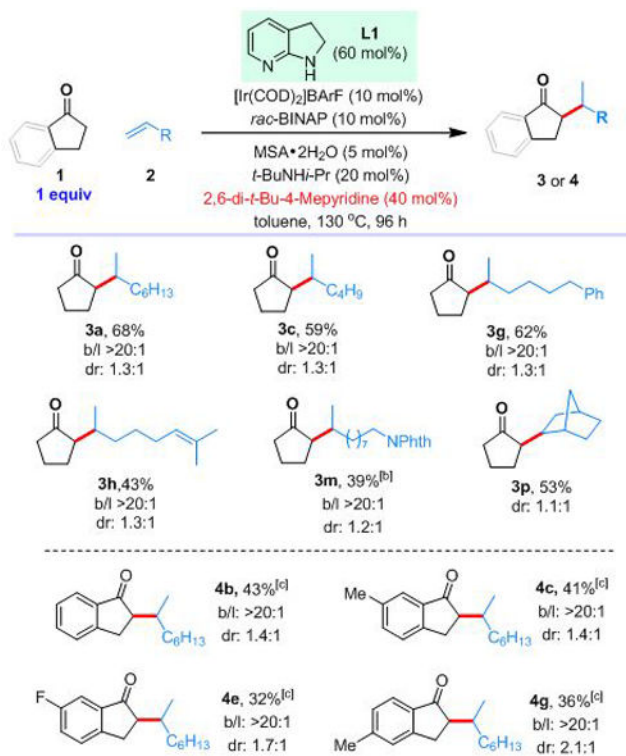 L1
(60 mol%)
N
N
H
[Ir(COD)2]BArF (10 mol%)
rac-BINAP (10 mol%)
MSA•2H2O (5 mol%)
t-BuNHi-Pr (20 mol%)
2,6-di-t-Bu-4-Mepyridine (40 mol%)
toluene, 130 °C, 96 h
O
1
1 equiv
R
2
O
R
3 or 4
O
C6H13
3a, 68%
b/l >20:1
dr: 1.3:1
O
C4H9
3c, 59%
b/l >20:1
dr: 1.3:1
O
Ph
3g, 62%
b/l >20:1
dr: 1.3:1
O
3h,43%
b/l >20:1
dr: 1.3:1
O
( )7
NPhth
3m, 39%[b]
b/l >20:1
dr: 1.2:1
O
3p, 53%
dr: 1.1:1
O
C6H13
4b, 43%[c]
b/l: >20:1
dr: 1.4:1
Me
O
C6H13
4c, 41%[c]
b/l: >20:1
dr: 1.4:1
F
O
C6H13
4e, 32%[c]
b/l: >20:1
dr: 1.7:1
Me
O
C6H13
4g, 36%[c]
b/l: >20:1
dr: 2.1:1